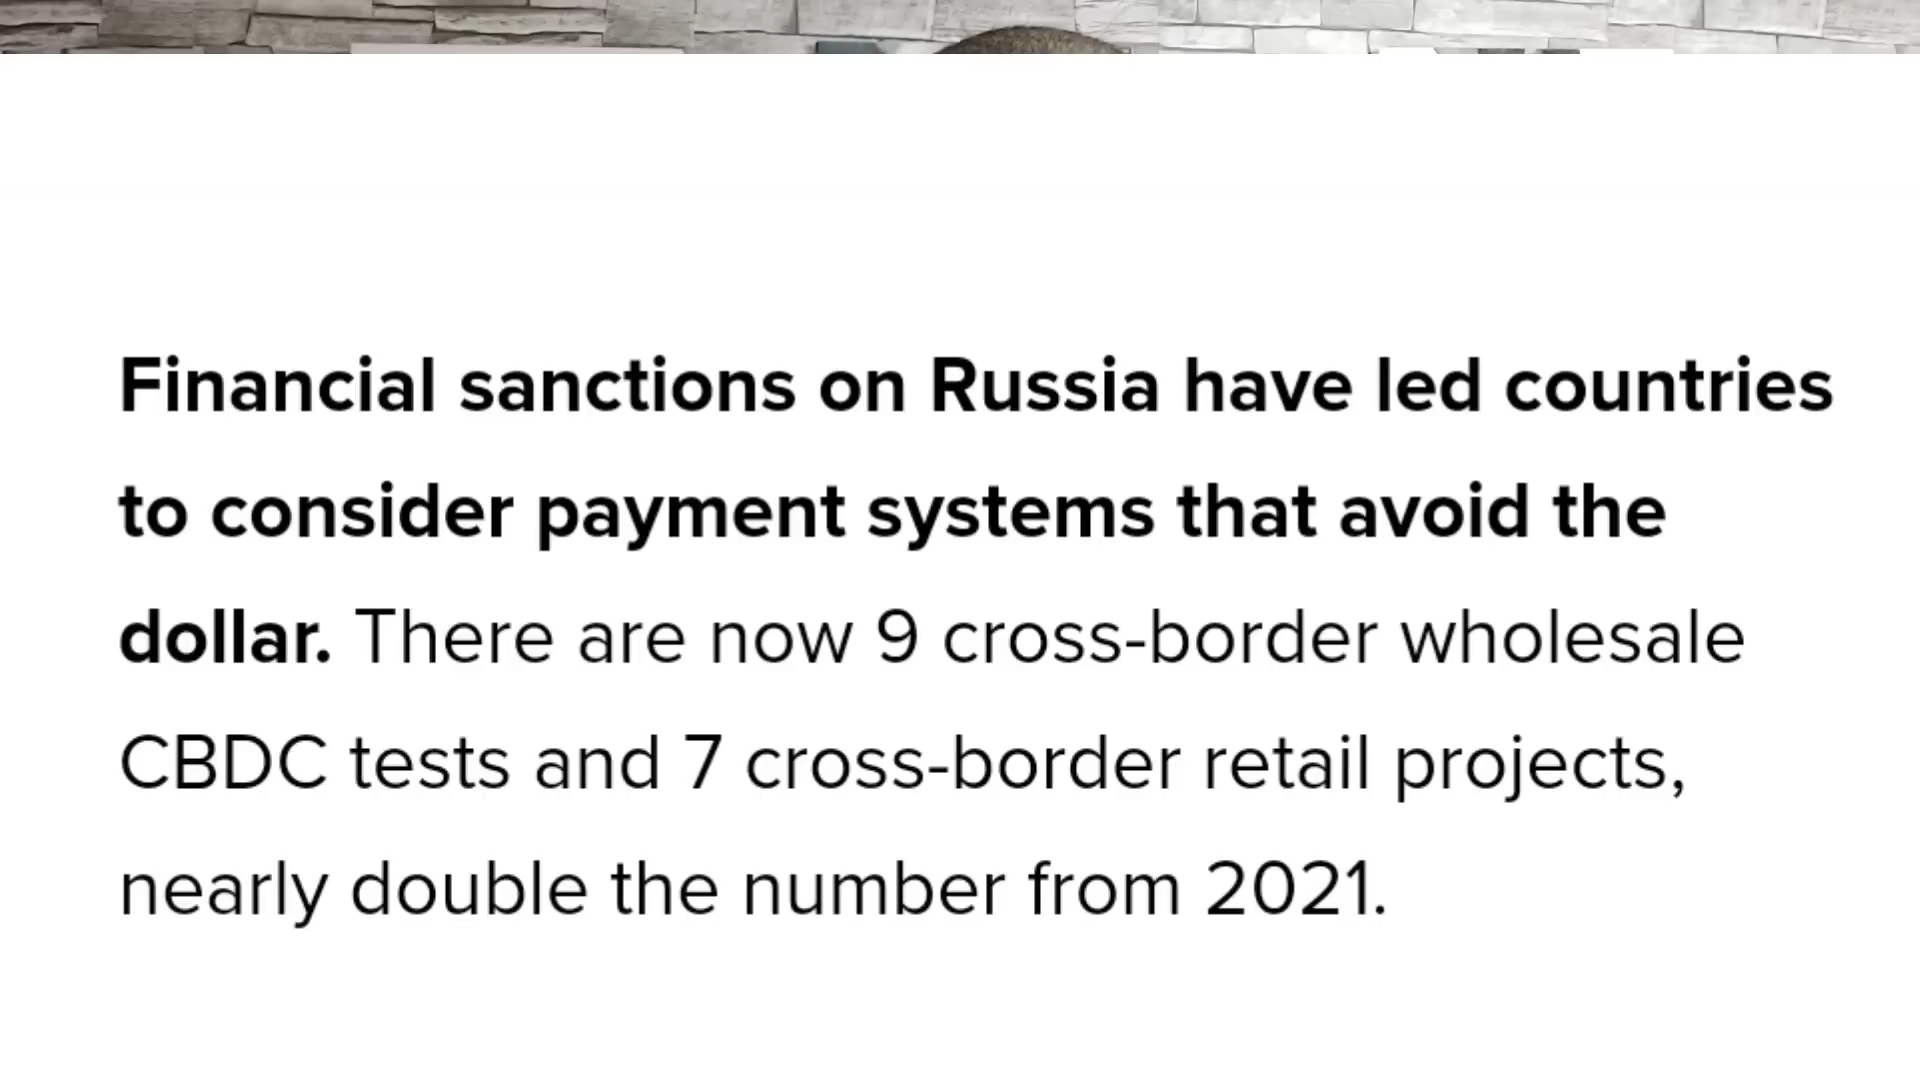 Financial sanctions on Russia have led countries
to consider payment systems that avoid the
dollar. There are now 9 cross-border wholesale
CBDC tests and 7 cross-border retail projects,
nearly double the number from 2021.